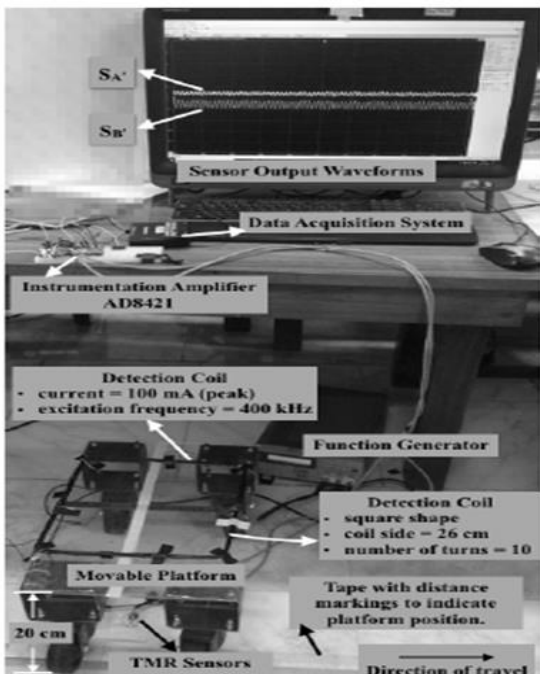 S_A'
S_B'
Sensor Output Waveforms
Data Acquisition System
Instrumentation Amplifier
AD8421
Detection Coil
- current = 100 mA (peak)
- excitation frequency = 400 kHz
Function Generator
Detection Coil
- square shape
- coil side = 26 cm
- number of turns = 10
Movable Platform
Tape with distance
markings to indicate
platform position.
20 cm
TMR Sensors
Direction of travel